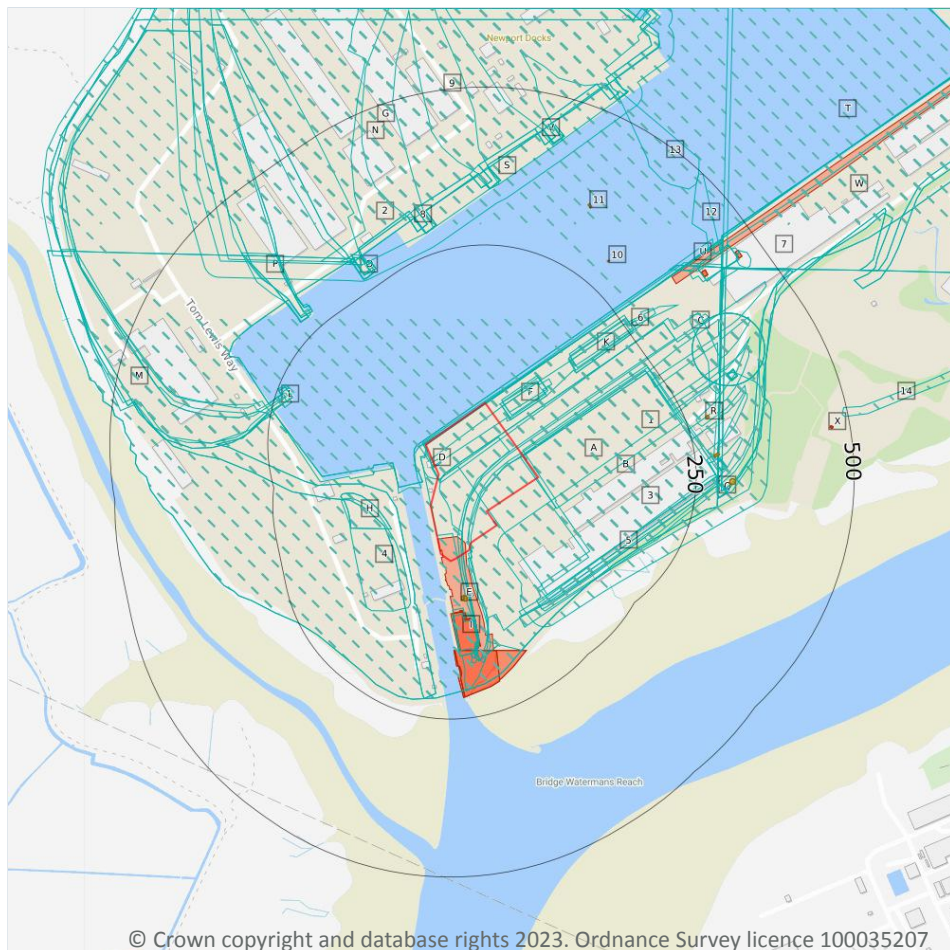 Newport Docks
9
G
T
N
V
13
S
W
11
2
8
12
7
U
10
P
Q
Tom Lewis Way
6
C
K
M
F
14
L
R
1
X
D
A
250
500
B
3
H
5
4
E
I
Bridge Watermans Reach
© Crown copyright and database rights 2023. Ordnance Survey licence 100035207